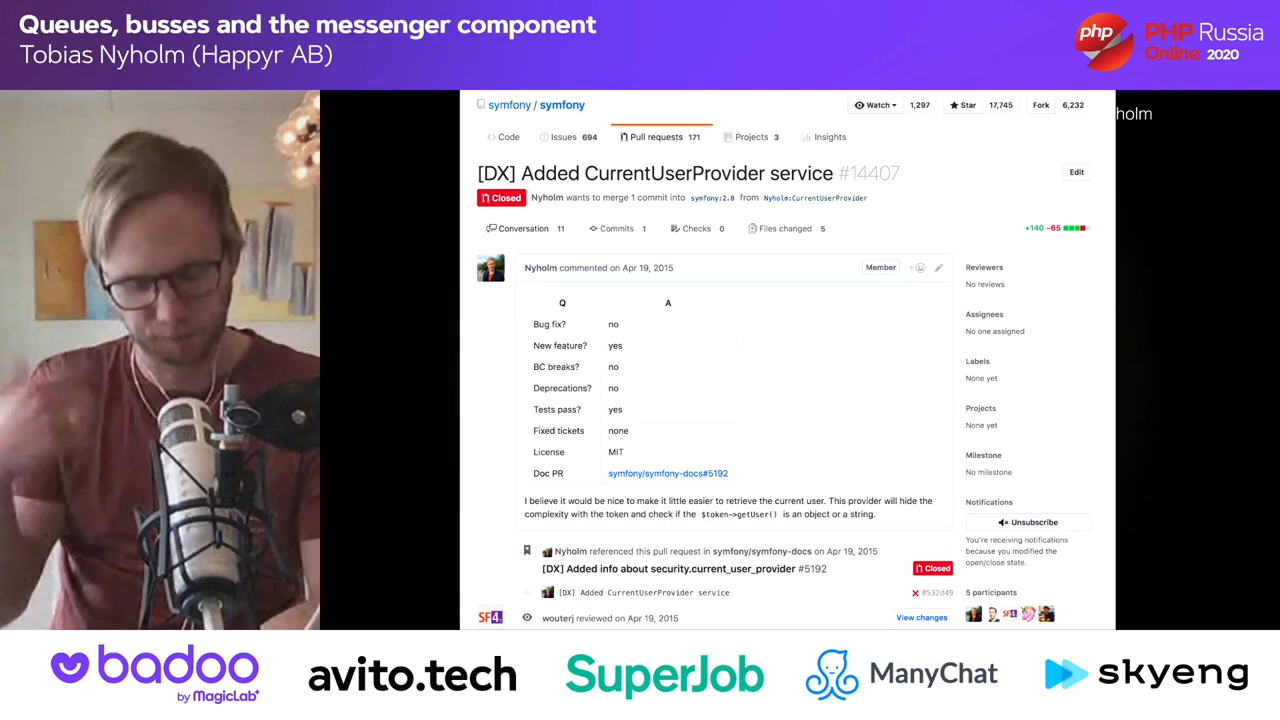 Queues, busses and the messenger component
Tobias Nyholm (Happyr AB)
php
PHP Russia
Online 2020
holm
symfony / symfony
Watch 1,297 Star 17,745 Fork 6,232
Code Issues 694 Pull requests 171 Projects 3 Insights
[DX] Added CurrentUserProvider service #14407
Edit
Closed Nyholm wants to merge 1 commit into symfony:2.8 from Nyholm:CurrentUserProvider
Conversation 11 Commits 1 Checks 0 Files changed 5
+140 −65
Nyholm commented on Apr 19, 2015
Member
Q A
Bug fix? no
New feature? yes
BC breaks? no
Deprecations? no
Tests pass? yes
Fixed tickets none
License MIT
Doc PR symfony/symfony-docs#5192
I believe it would be nice to make it little easier to retrieve the current user. This provider will hide the
complexity with the token and check if the $token->getUser() is an object or a string.
Nyholm referenced this pull request in symfony/symfony-docs on Apr 19, 2015
[DX] Added info about security.current_user_provider #5192
Closed
[DX] Added CurrentUserProvider service
0532d49
wouterj reviewed on Apr 19, 2015
View changes
SF4
Reviewers
No reviews
Assignees
No one assigned
Labels
None yet
Projects
None yet
Milestone
No milestone
Notifications
Unsubscribe
You're receiving notifications
because you modified the
open/close state.
5 participants
badoo
by MagicLab
avito.tech
SuperJob
ManyChat
skyeng